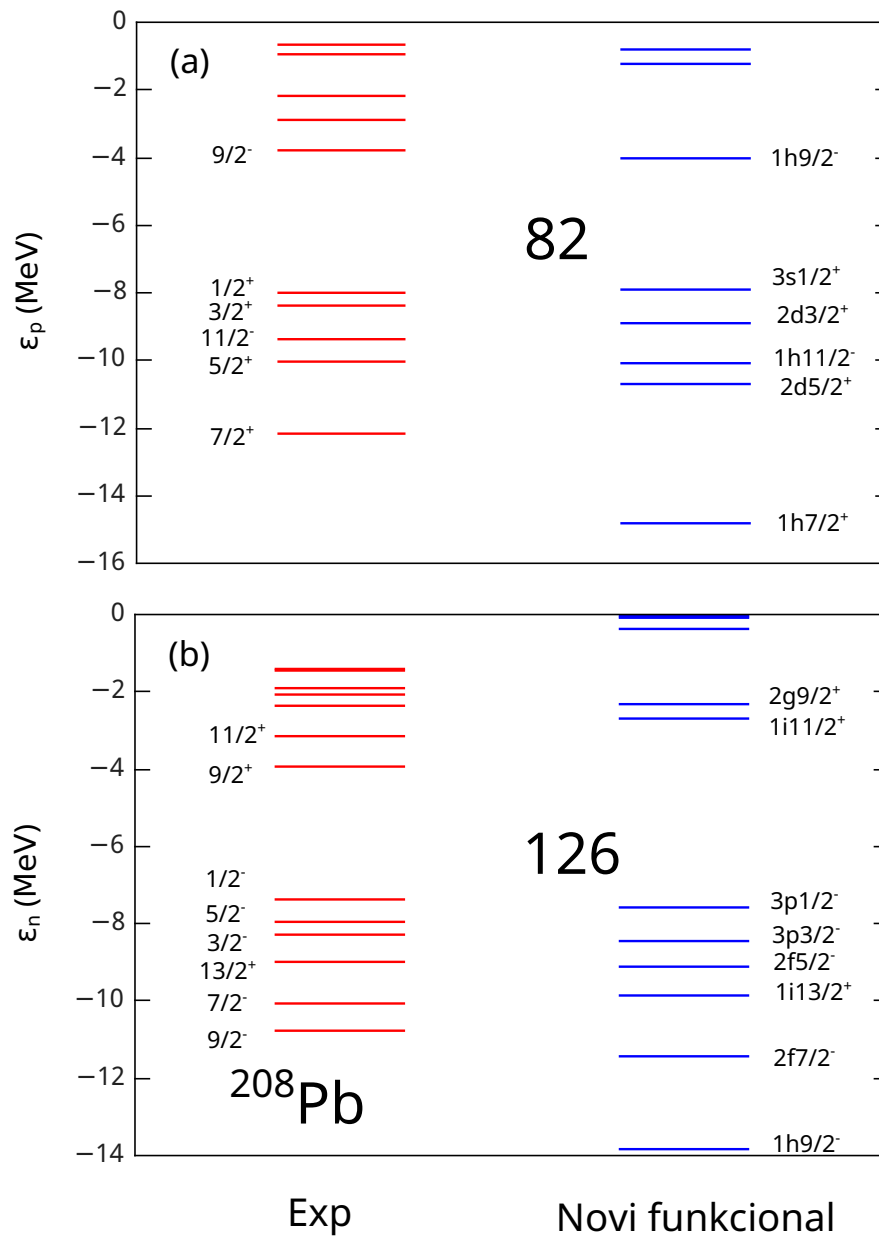 0
−2
−4
−6
−8
−10
−12
−14
−16
εp (MeV)
(a)
9/2⁻
1/2⁺
3/2⁺
11/2⁻
5/2⁺
7/2⁺
82
1h9/2⁻
3s1/2⁺
2d3/2⁺
1h11/2⁻
2d5/2⁺
1h7/2⁺
0
−2
−4
−6
−8
−10
−12
−14
εn (MeV)
(b)
11/2⁺
9/2⁺
1/2⁻
5/2⁻
3/2⁻
13/2⁺
7/2⁻
9/2⁻
²⁰⁸Pb
126
2g9/2⁺
1i11/2⁺
3p1/2⁻
3p3/2⁻
2f5/2⁻
1i13/2⁺
2f7/2⁻
1h9/2⁻
Exp
Novi funkcional